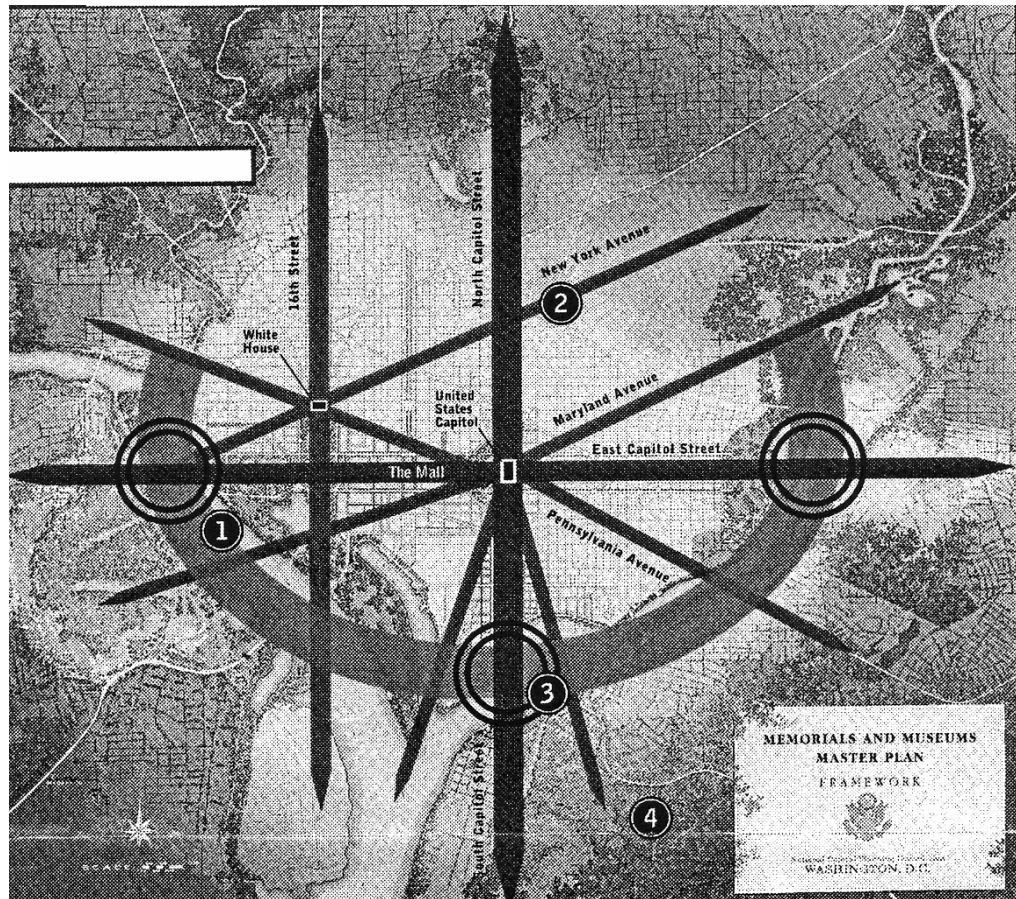 16th Street
North Capitol Street
New York Avenue
2
White
House
Maryland Avenue
United
States
Capitol
East Capitol Street
The Mall
1
Pennsylvania Avenue
3
South Capitol Street
4
MEMORIALS AND MUSEUMS
MASTER PLAN
FRAMEWORK
WASHINGTON, D.C.